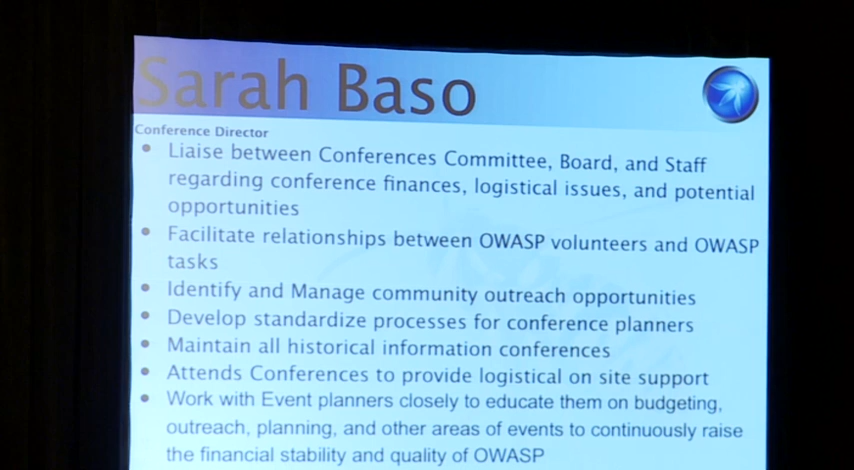 Sarah Baso
Conference Director
• Liaise between Conferences Committee, Board, and Staff
regarding conference finances, logistical issues, and potential
opportunities
• Facilitate relationships between OWASP volunteers and OWASP
tasks
• Identify and Manage community outreach opportunities
• Develop standardize processes for conference planners
• Maintain all historical information conferences
• Attends Conferences to provide logistical on site support
• Work with Event planners closely to educate them on budgeting,
outreach, planning, and other areas of events to continuously raise
the financial stability and quality of OWASP